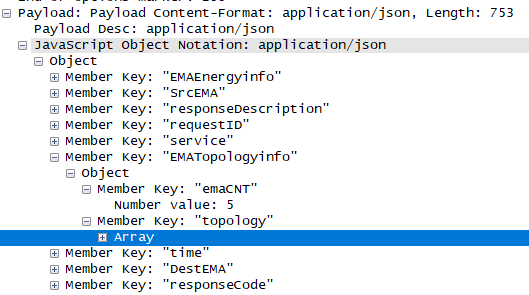 Payload: Payload Content-Format: application/json, Length: 753
Payload Desc: application/json
JavaScript Object Notation: application/json
Object
Member Key: "EMAEnergyinfo"
Member Key: "SrcEMA"
Member Key: "responseDescription"
Member Key: "requestID"
Member Key: "service"
Member Key: "EMATopologyinfo"
Object
Member Key: "emaCNT"
Number value: 5
Member Key: "topology"
Array
Member Key: "time"
Member Key: "DestEMA"
Member Key: "responseCode"